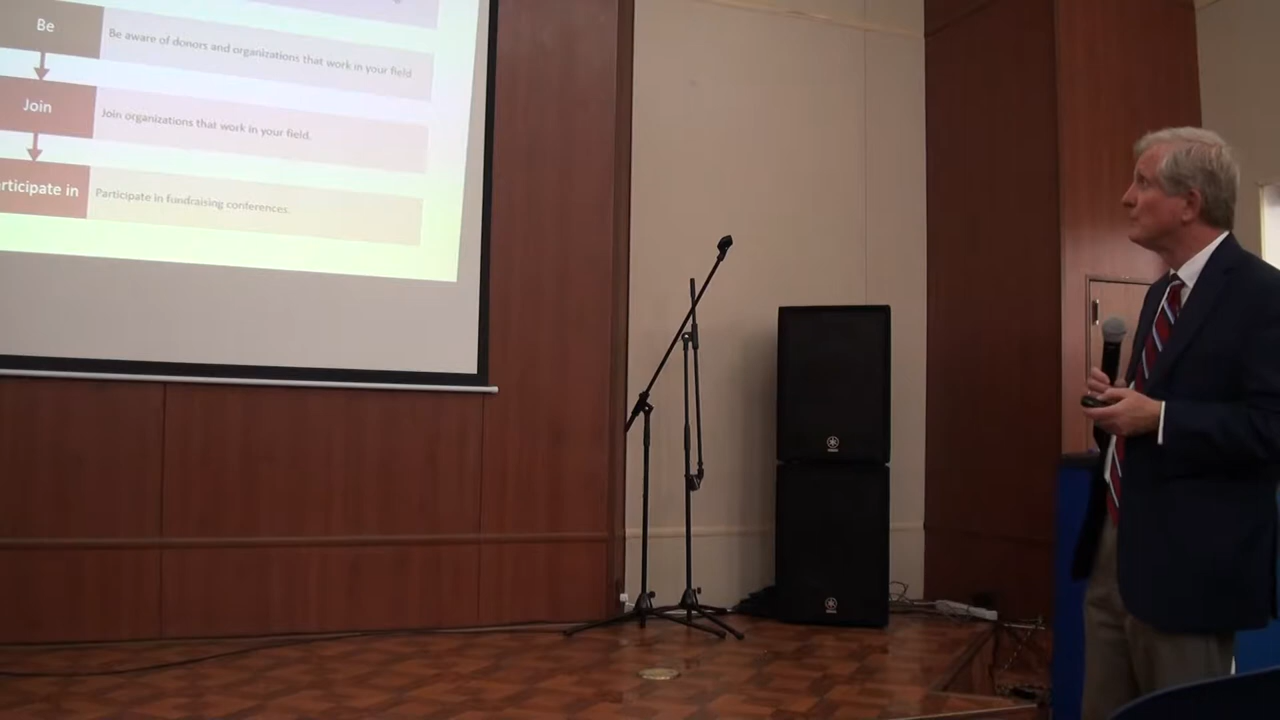 Be
Be aware of donors and organizations that work in your field
Join
Join organizations that work in your field.
rticipate in
Participate in fundraising conferences.